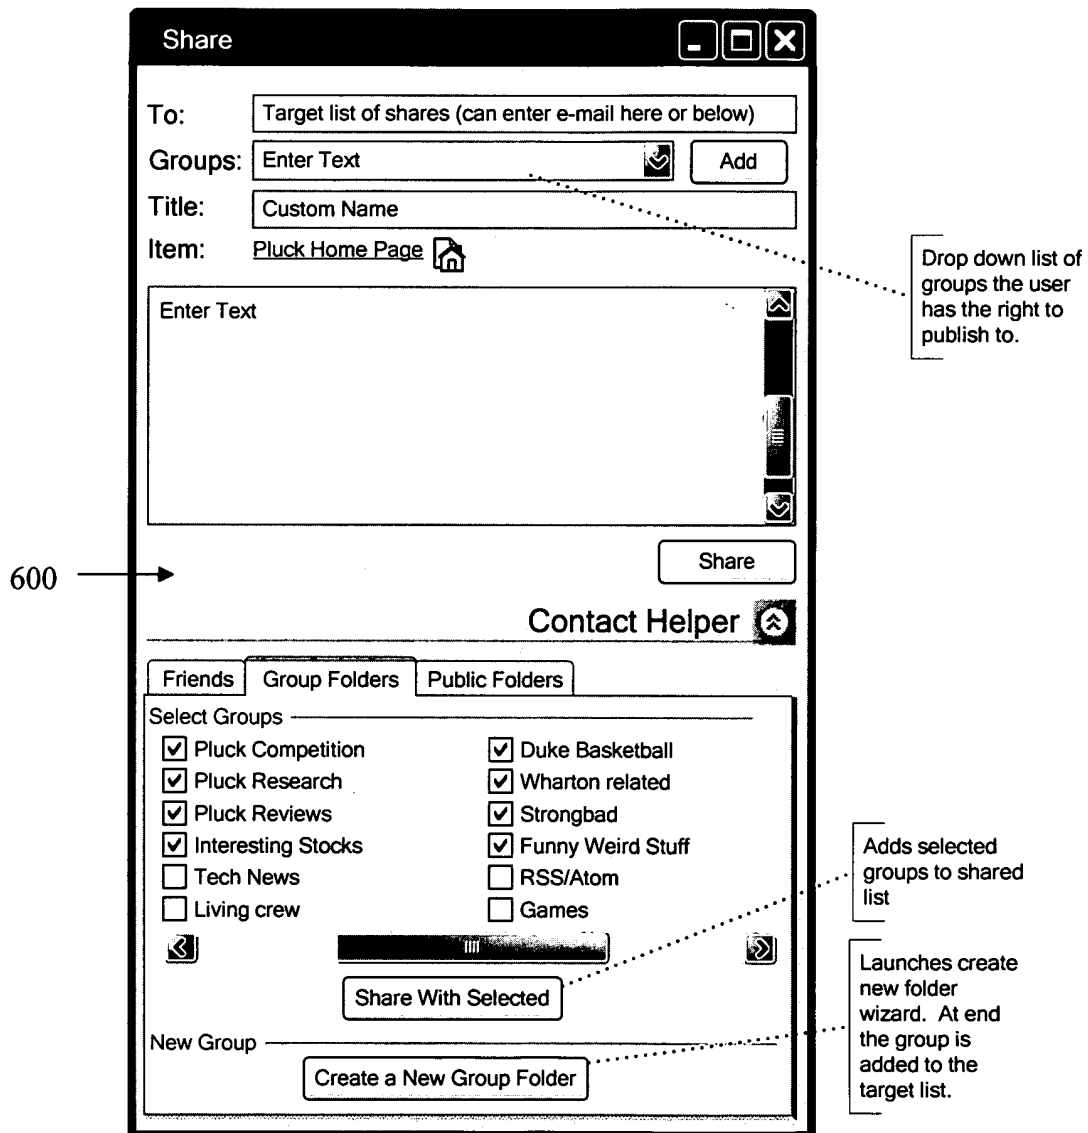 Share
To: Target list of shares (can enter e-mail here or below)
Groups: Enter Text Add
Title: Custom Name
Item: Pluck Home Page
Drop down list of
groups the user
has the right to
publish to.
Enter Text
Share
600
Contact Helper
Friends Group Folders Public Folders
Select Groups
Pluck Competition Duke Basketball
Pluck Research Wharton related
Pluck Reviews Strongbad
Interesting Stocks Funny Weird Stuff
Tech News RSS/Atom
Living crew Games
Adds selected
groups to shared
list
Share With Selected
Launches create
new folder
wizard. At end
the group is
added to the
target list.
New Group
Create a New Group Folder